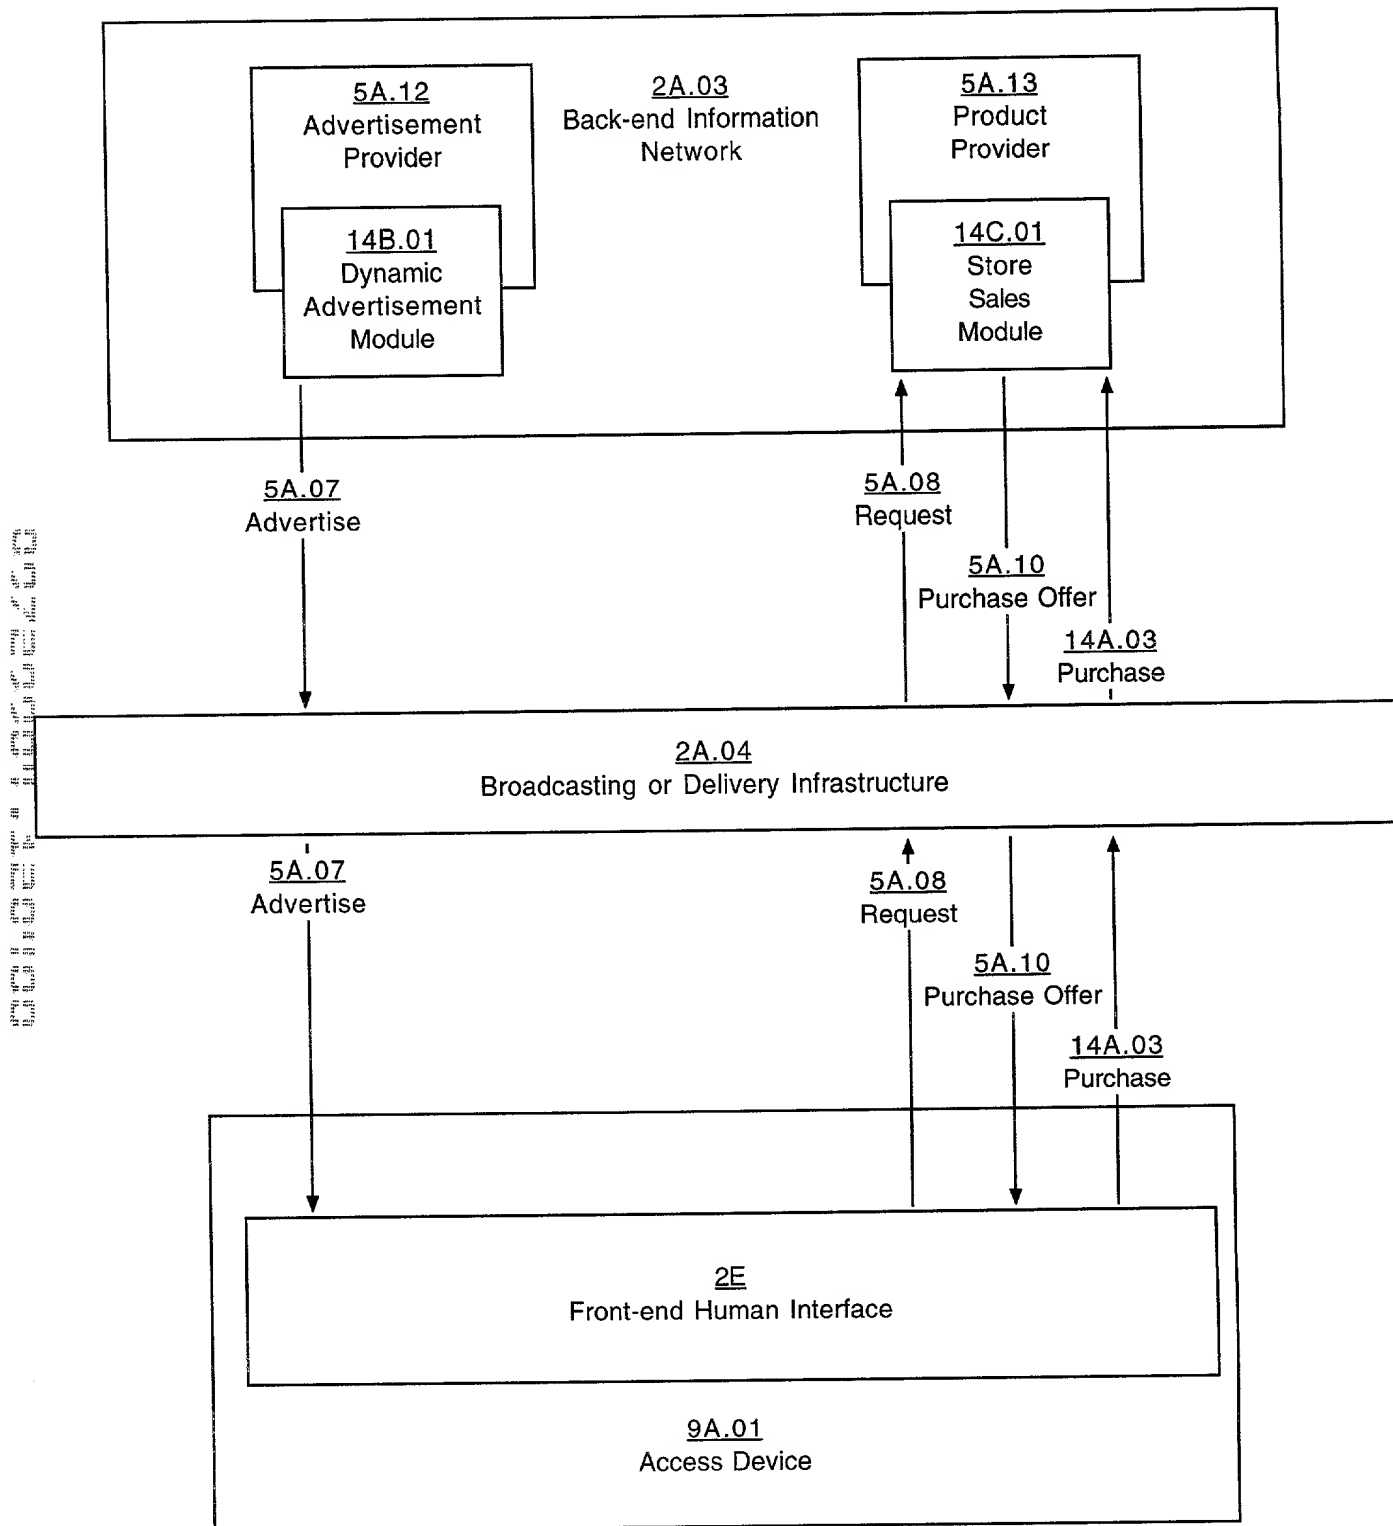 5A.12
Advertisement
Provider
2A.03
Back-end Information
Network
5A.13
Product
Provider
14B.01
Dynamic
Advertisement
Module
14C.01
Store
Sales
Module
5A.07
Advertise
5A.08
Request
5A.10
Purchase Offer
14A.03
Purchase
2A.04
Broadcasting or Delivery Infrastructure
5A.07
Advertise
5A.08
Request
5A.10
Purchase Offer
14A.03
Purchase
2E
Front-end Human Interface
9A.01
Access Device